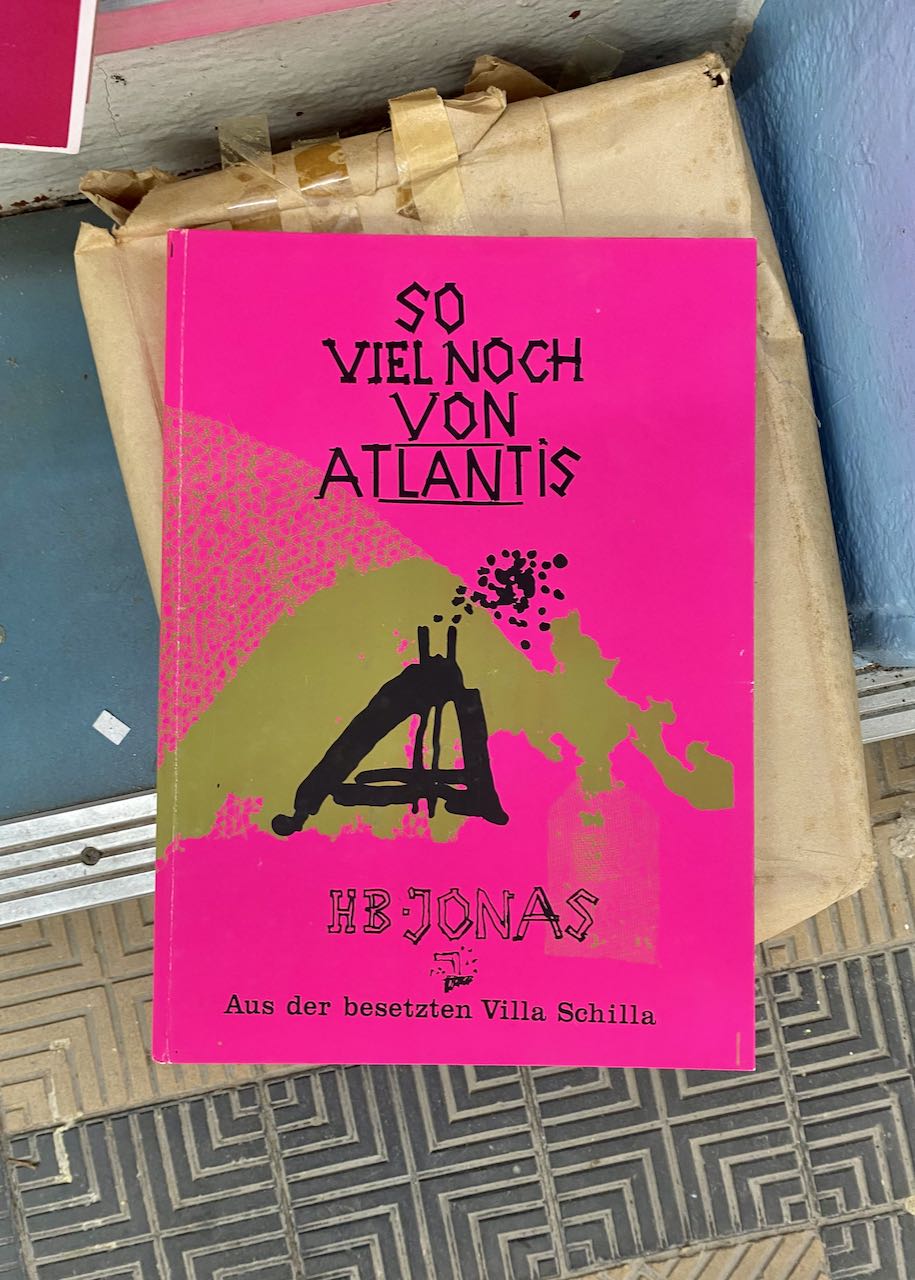 SO
VIEL NOCH
VON
ATLANTIS
HB·JONAS
Aus der besetzten Villa Schilla